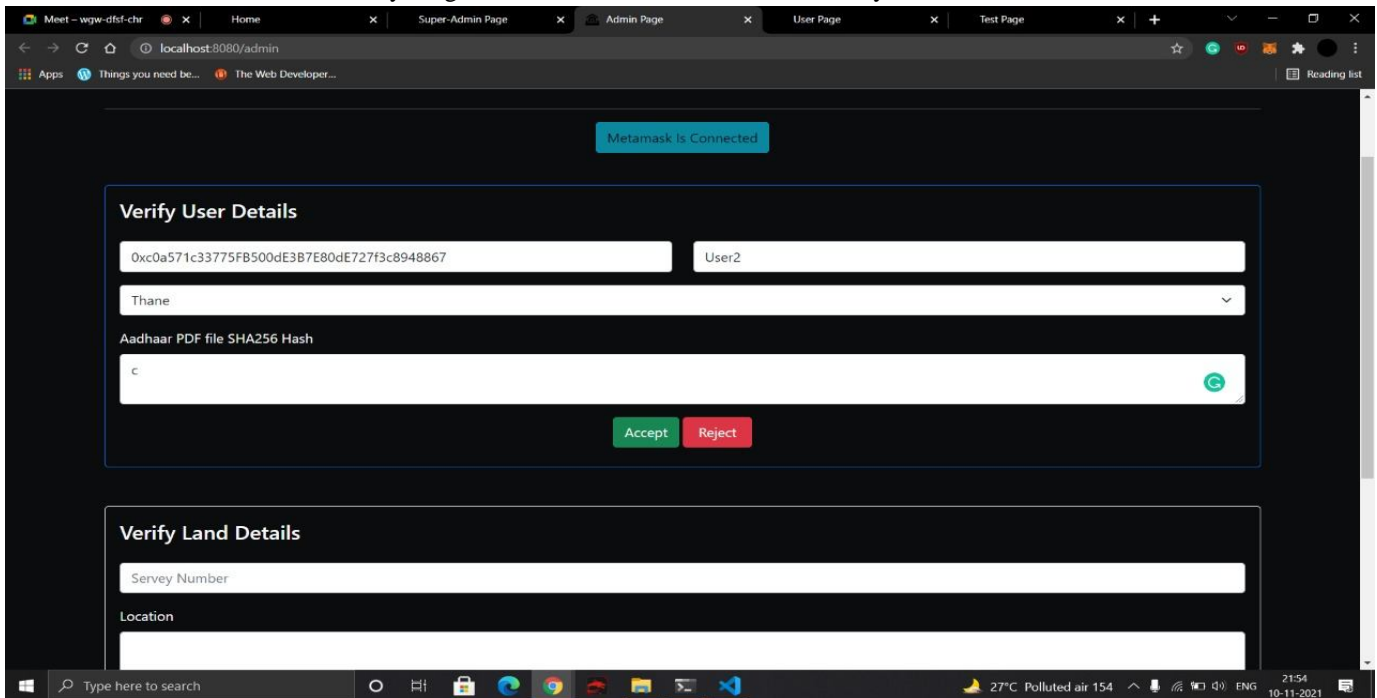 Meet – wgw-dfsf-chr
Home
Super-Admin Page
Admin Page
User Page
Test Page
localhost:8080/admin
Apps
Things you need be...
The Web Developer...
Reading list
Metamask Is Connected
Verify User Details
0xc0a571c33775FB500dE3B7E80dE727f3c8948867
User2
Thane
Aadhaar PDF file SHA256 Hash
c
Accept
Reject
Verify Land Details
Servey Number
Location
Type here to search
27°C Polluted air 154
ENG
21:54
10-11-2021